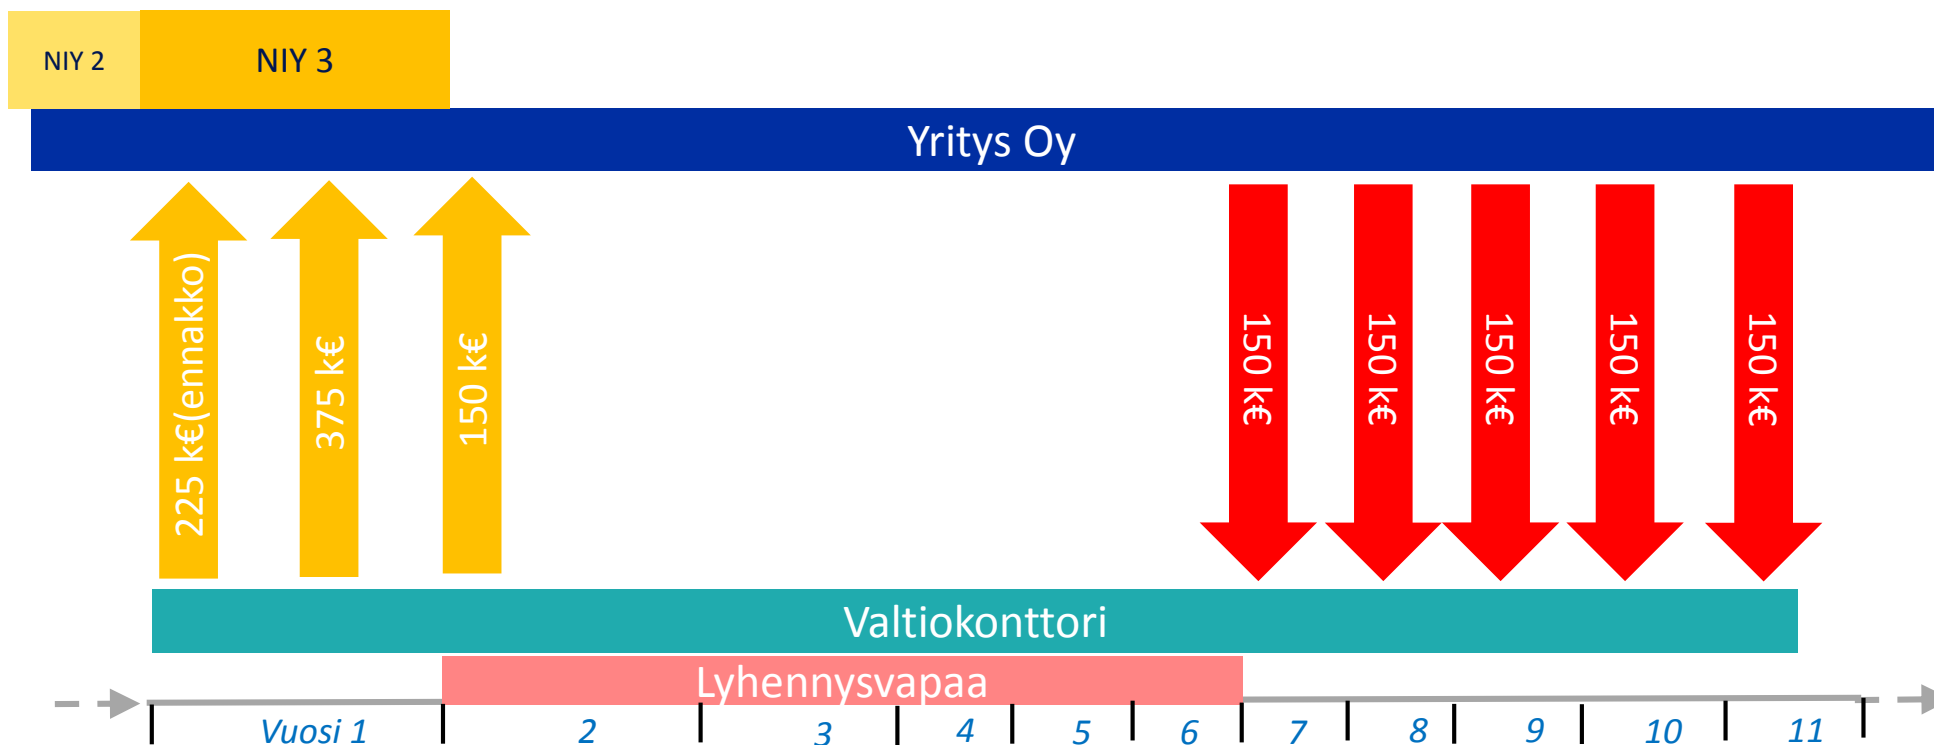 NIY 2
NIY 3
Yritys Oy
225 k€(ennakko)
375 k€
150 k€
150 k€
150 k€
150 k€
150 k€
150 k€
Valtiokonttori
Lyhennysvapaa
Vuosi 1
2
3
4
5
6
7
8
9
10
11